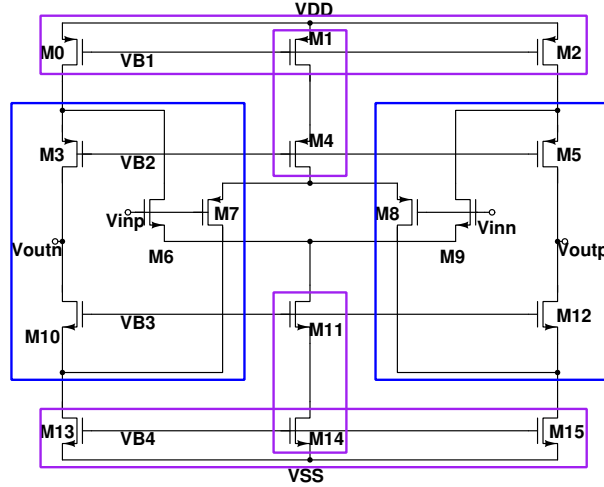 VDD
M0 VB1 M1 M2
M3 VB2 M4 M5
Vinp M7 M8 Vinn
Voutn M6 M9 Voutp
M10 VB3 M11 M12
M13 VB4 M14 M15
VSS